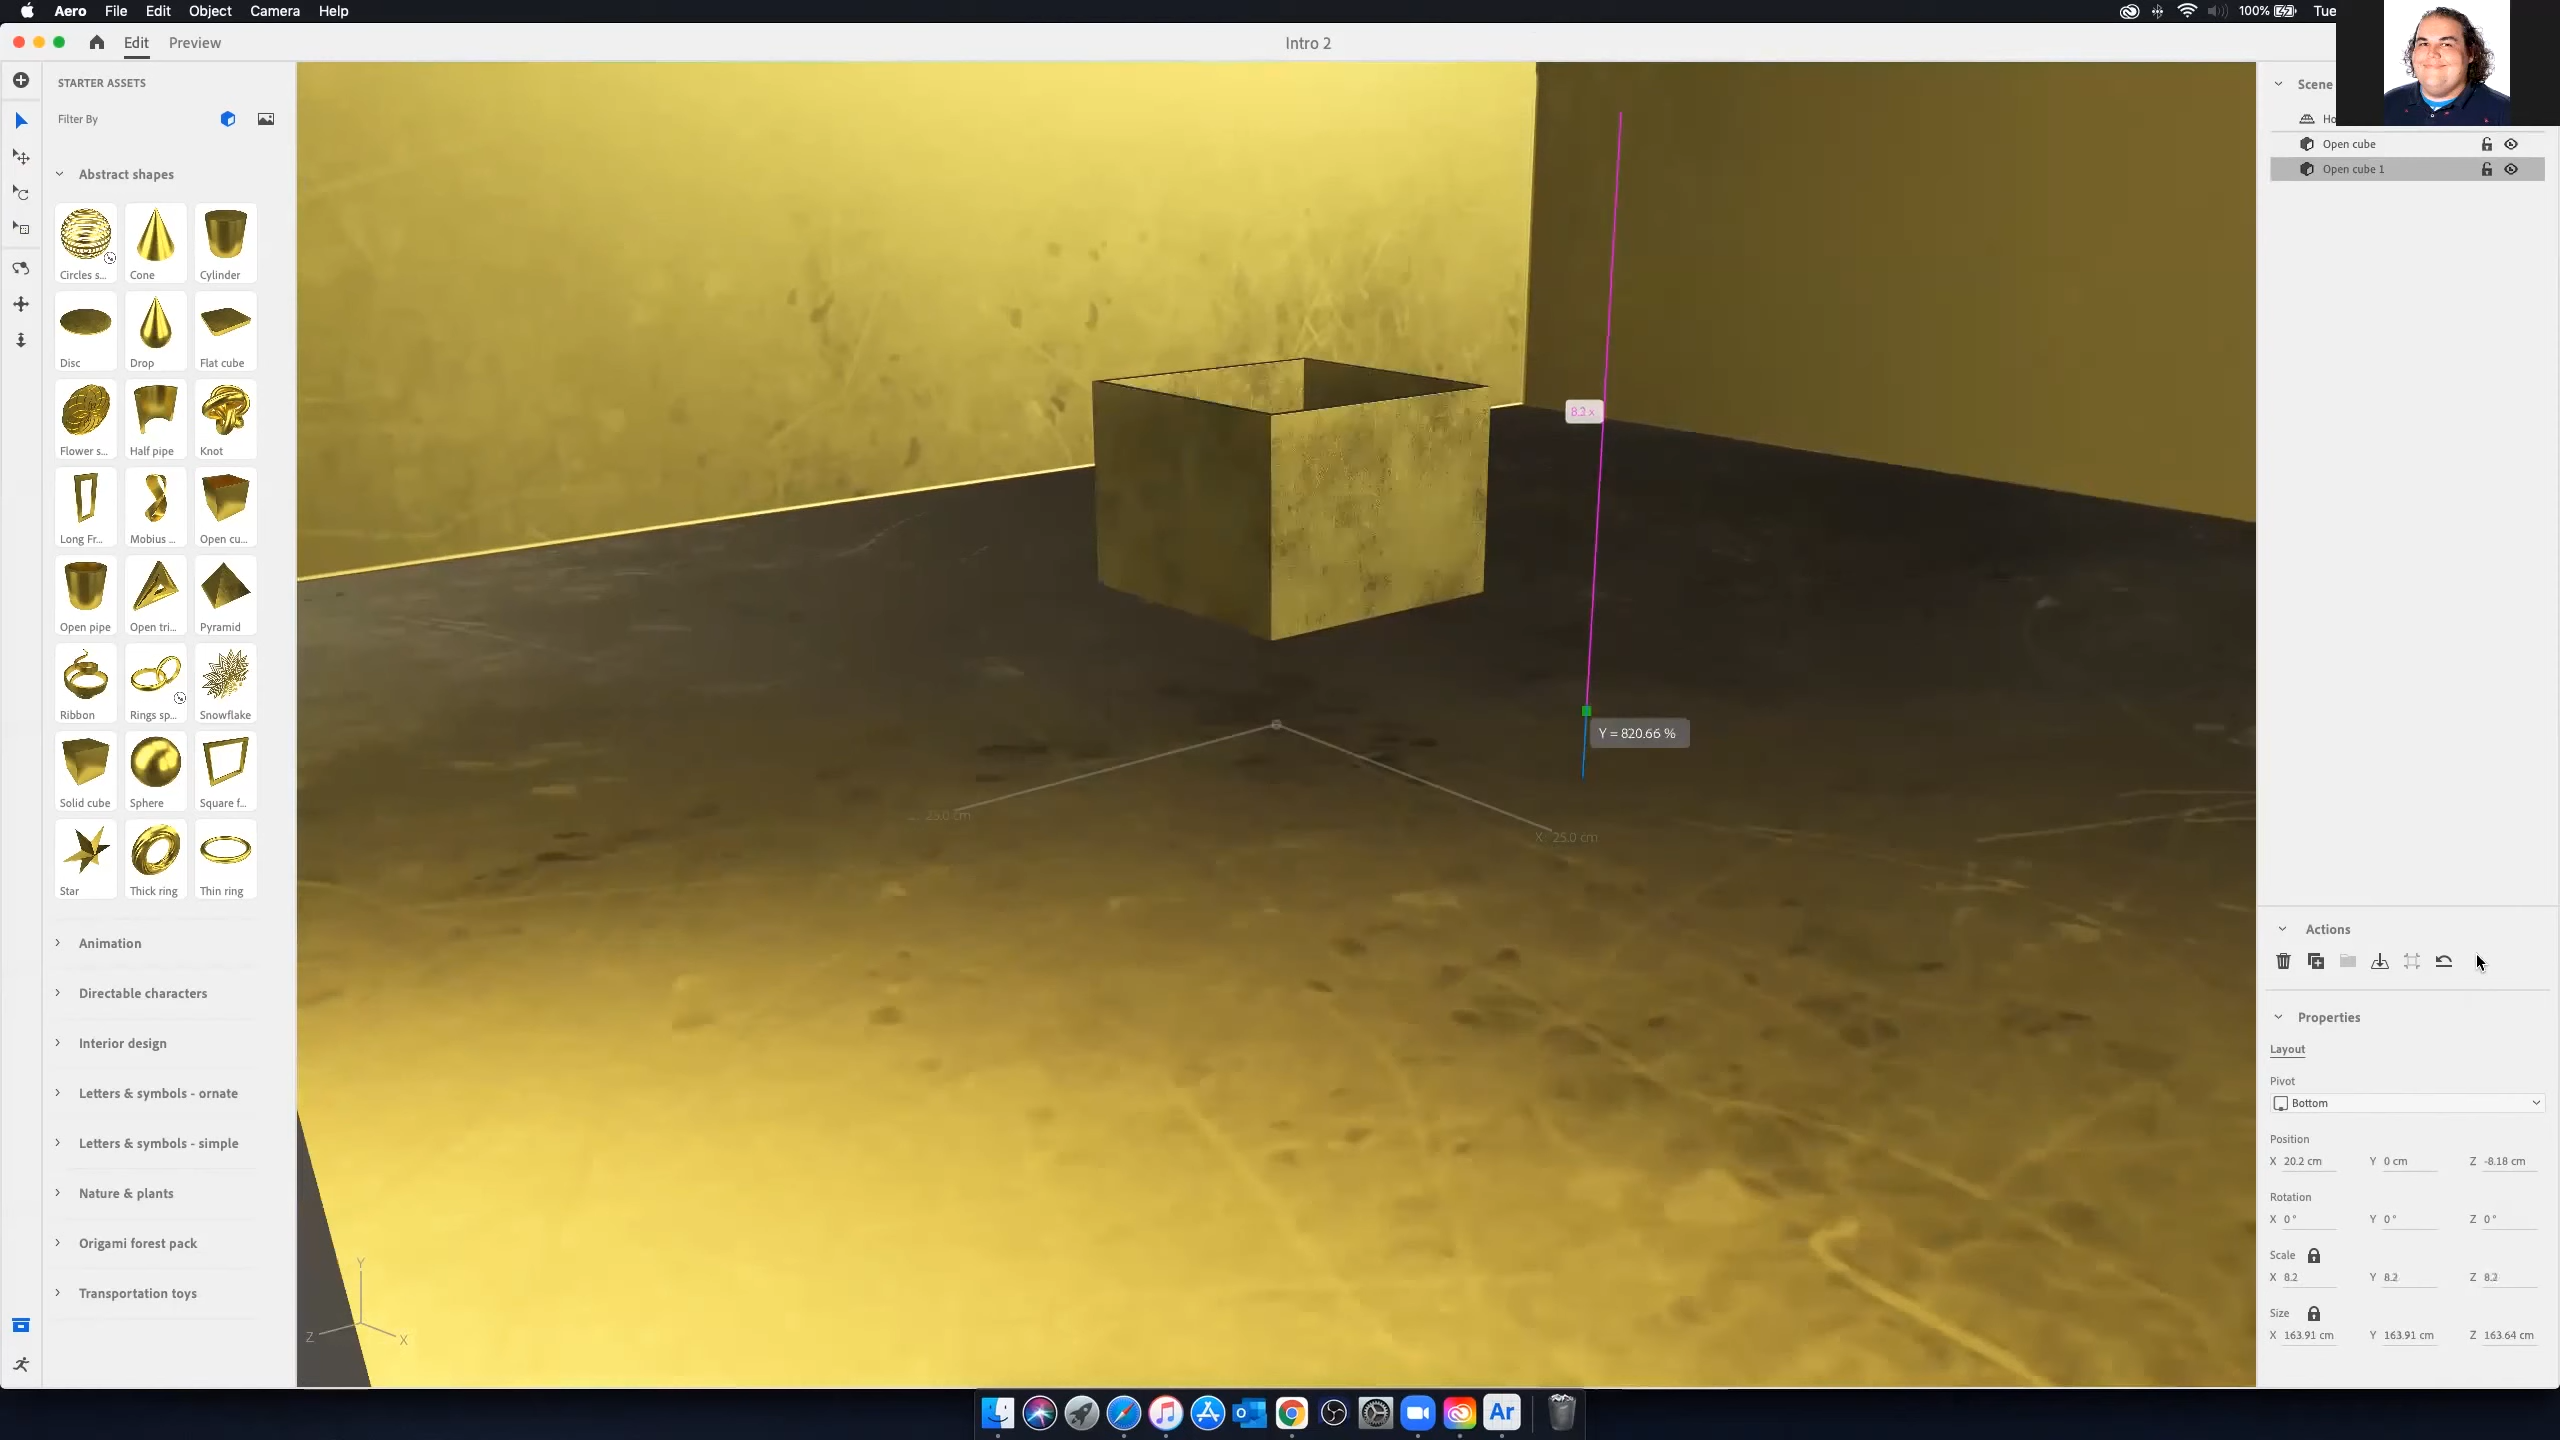 Aero File Edit Object Camera Help
100% Tue
Edit Preview
Intro 2
STARTER ASSETS
Filter By
Abstract shapes
Circles s... Cone Cylinder
Disc Drop Flat cube
Flower s... Half pipe Knot
Long Fr... Mobius ... Open cu...
Open pipe Open tri... Pyramid
Ribbon Rings sp... Snowflake
Solid cube Sphere Square f...
Star Thick ring Thin ring
Animation
Directable characters
Interior design
Letters & symbols - ornate
Letters & symbols - simple
Nature & plants
Origami forest pack
Transportation toys
8.2 x
Y = 820.66 %
25.0 cm
X 25.0 cm
Y
Z
X
Scene
Ho
Open cube
Open cube 1
Actions
Properties
Layout
Pivot
Bottom
Position
X 20.2 cm Y 0 cm Z -8.18 cm
Rotation
X 0° Y 0° Z 0°
Scale
X 8.2 Y 8.2 Z 8.2
Size
X 163.91 cm Y 163.91 cm Z 163.64 cm
Ar